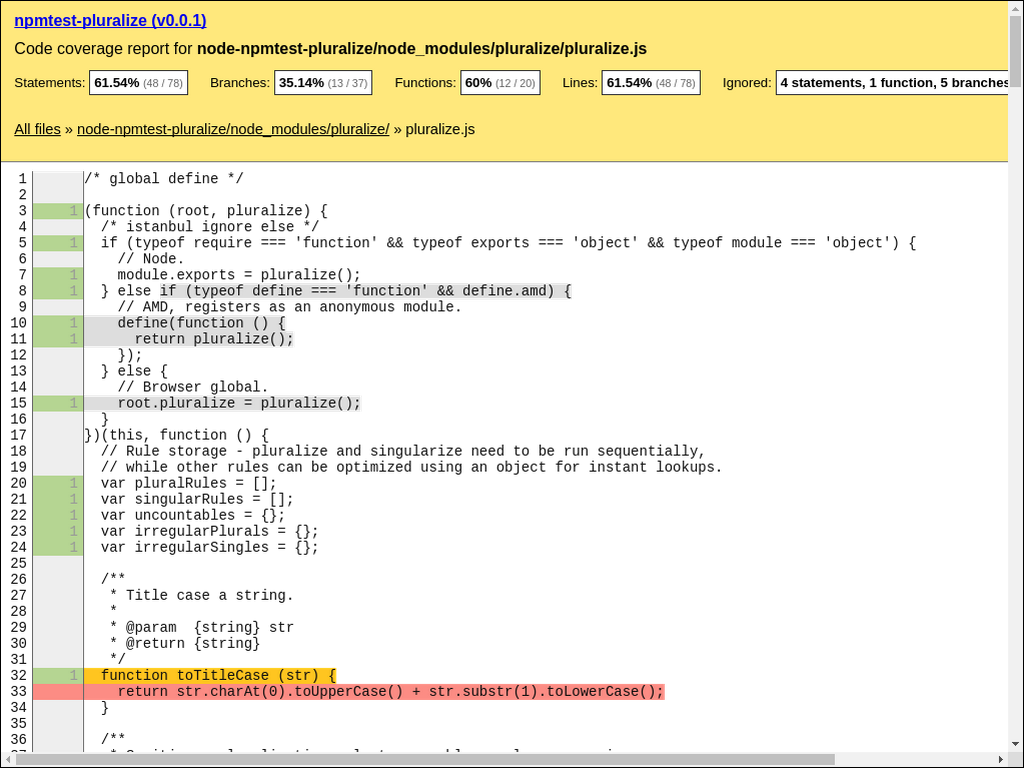 npmtest-pluralize (v0.0.1)
Code coverage report for node-npmtest-pluralize/node_modules/pluralize/pluralize.js
Statements: 61.54% (48 / 78) Branches: 35.14% (13 / 37) Functions: 60% (12 / 20) Lines: 61.54% (48 / 78) Ignored: 4 statements, 1 function, 5 branches
All files » node-npmtest-pluralize/node_modules/pluralize/ » pluralize.js
1 /* global define */
2
3 1 (function (root, pluralize) {
4 /* istanbul ignore else */
5 1 if (typeof require === 'function' && typeof exports === 'object' && typeof module === 'object') {
6 // Node.
7 1 module.exports = pluralize();
8 1 } else if (typeof define === 'function' && define.amd) {
9 // AMD, registers as an anonymous module.
10 1 define(function () {
11 1 return pluralize();
12 });
13 } else {
14 // Browser global.
15 1 root.pluralize = pluralize();
16 }
17 })(this, function () {
18 // Rule storage - pluralize and singularize need to be run sequentially,
19 // while other rules can be optimized using an object for instant lookups.
20 1 var pluralRules = [];
21 1 var singularRules = [];
22 1 var uncountables = {};
23 1 var irregularPlurals = {};
24 1 var irregularSingles = {};
25
26 /**
27 * Title case a string.
28 *
29 * @param  {string} str
30 * @return {string}
31 */
32 1 function toTitleCase (str) {
33 return str.charAt(0).toUpperCase() + str.substr(1).toLowerCase();
34 }
35
36 /**